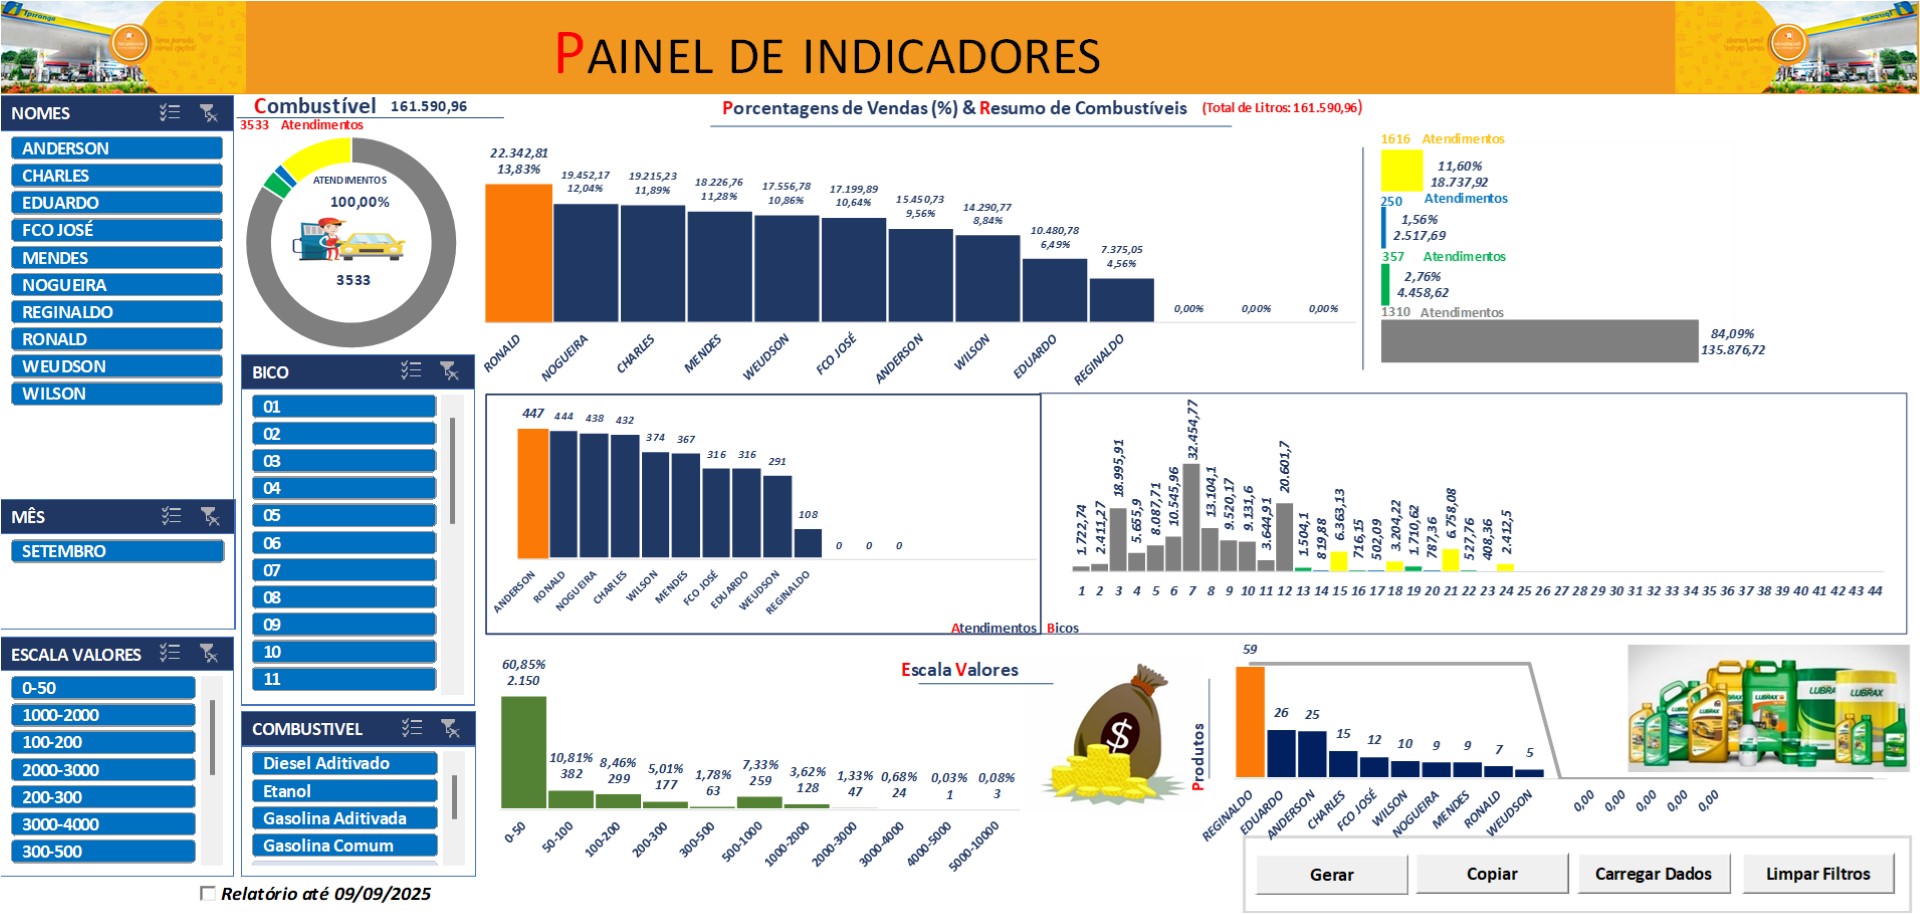 Ipiranga
PAINEL DE INDICADORES
NOMES
ANDERSON
CHARLES
EDUARDO
FCO JOSÉ
MENDES
NOGUEIRA
REGINALDO
RONALD
WEUDSON
WILSON
MÊS
SETEMBRO
ESCALA VALORES
0-50
1000-2000
100-200
2000-3000
200-300
3000-4000
300-500
Relatório até 09/09/2025
Combustível 161.590,96
3533 Atendimentos
ATENDIMENTOS
100,00%
3533
BICO
01
02
03
04
05
06
07
08
09
10
11
COMBUSTIVEL
Diesel Aditivado
Etanol
Gasolina Aditivada
Gasolina Comum
Porcentagens de Vendas (%) & Resumo de Combustíveis (Total de Litros: 161.590,96)
22.342,81
13,83%
19.452,17
12,04%
19.215,23
11,89%
18.226,76
11,28%
17.556,78
10,86%
17.199,89
10,64%
15.450,73
9,56%
14.290,77
8,84%
10.480,78
6,49%
7.375,05
4,56%
0,00% 0,00% 0,00%
RONALD NOGUEIRA CHARLES MENDES WEUDSON FCO JOSÉ ANDERSON WILSON EDUARDO REGINALDO
1616 Atendimentos
11,60%
18.737,92
250 Atendimentos
1,56%
2.517,69
357 Atendimentos
2,76%
4.458,62
1310 Atendimentos
84,09%
135.876,72
447 444 438 432 374 367 316 316 291 108 0 0 0
ANDERSON RONALD NOGUEIRA CHARLES WILSON MENDES FCO JOSÉ EDUARDO WEUDSON REGINALDO
Atendimentos
1.722,74 2.411,27 18.995,91 5.655,9 8.087,71 10.545,96 32.454,77 13.104,1 9.520,17 9.131,6 3.644,91 20.601,7 1.504,1 819,88 6.363,13 716,15 502,09 3.204,22 1.710,62 787,36 6.758,08 527,76 408,36 2.412,5
1 2 3 4 5 6 7 8 9 10 11 12 13 14 15 16 17 18 19 20 21 22 23 24 25 26 27 28 29 30 31 32 33 34 35 36 37 38 39 40 41 42 43 44
Bicos
Escala Valores
60,85%
2.150
10,81%
382
8,46%
299
5,01%
177
1,78%
63
7,33%
259
3,62%
128
1,33%
47
0,68%
24
0,03%
1
0,08%
3
0-50 50-100 100-200 200-300 300-500 500-1000 1000-2000 2000-3000 3000-4000 4000-5000 5000-10000
$
Produtos
59 26 25 15 12 10 9 9 7 5
REGINALDO EDUARDO ANDERSON CHARLES FCO JOSÉ WILSON NOGUEIRA MENDES RONALD WEUDSON 0,00 0,00 0,00 0,00 0,00
LUBRAX
LUBRAX
Gerar
Copiar
Carregar Dados
Limpar Filtros